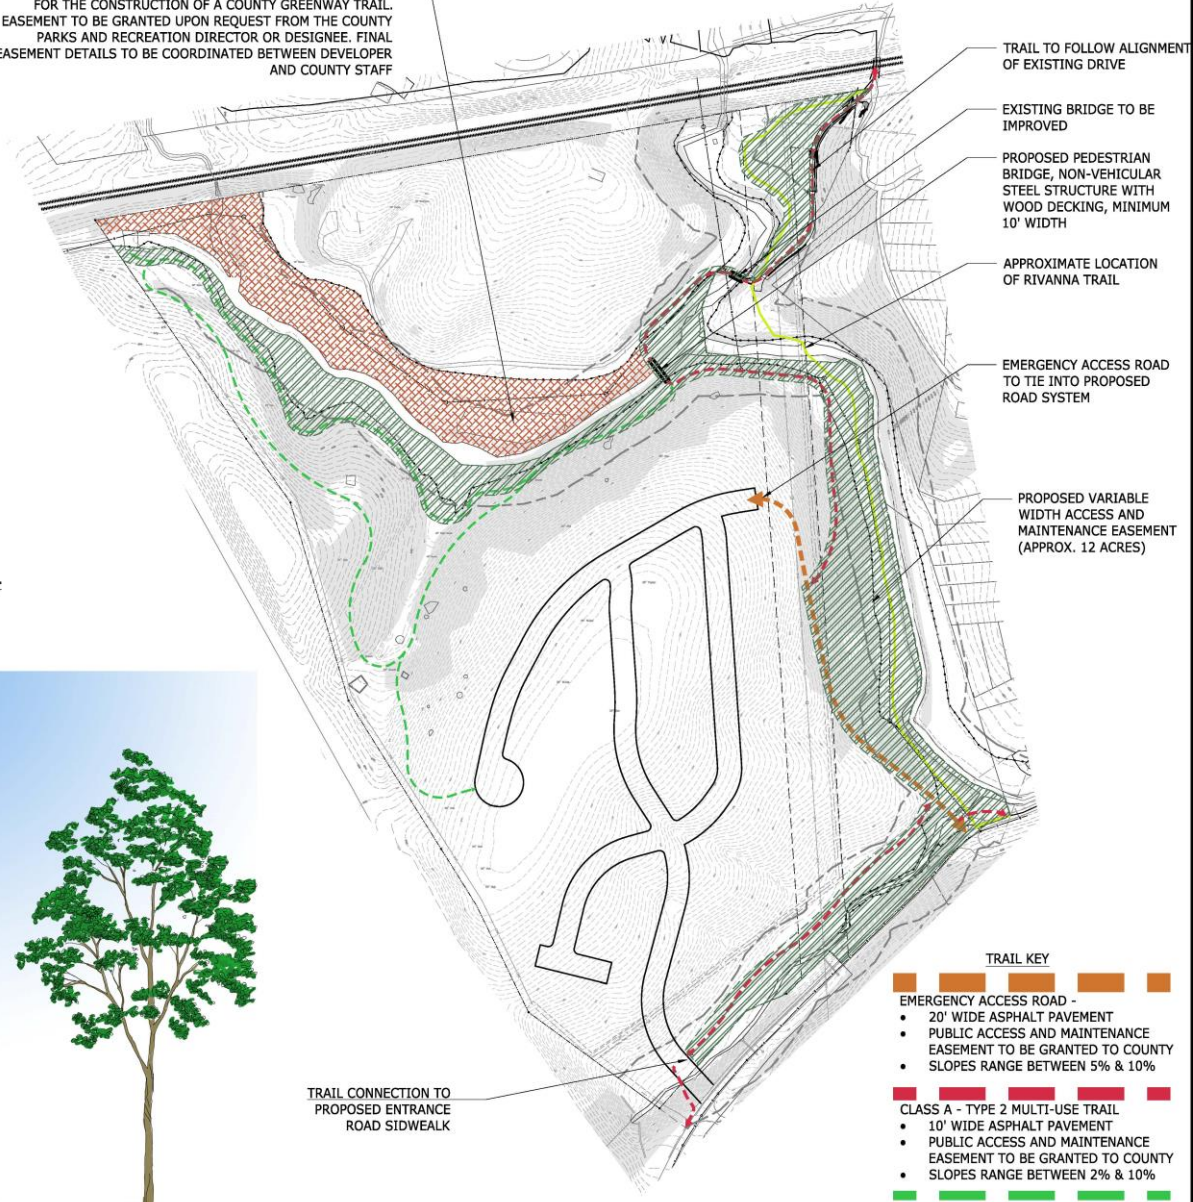 FOR THE CONSTRUCTION OF A COUNTY GREENWAY TRAIL.
EASEMENT TO BE GRANTED UPON REQUEST FROM THE COUNTY
PARKS AND RECREATION DIRECTOR OR DESIGNEE. FINAL
EASEMENT DETAILS TO BE COORDINATED BETWEEN DEVELOPER
AND COUNTY STAFF
TRAIL TO FOLLOW ALIGNMENT
OF EXISTING DRIVE
EXISTING BRIDGE TO BE
IMPROVED
PROPOSED PEDESTRIAN
BRIDGE, NON-VEHICULAR
STEEL STRUCTURE WITH
WOOD DECKING, MINIMUM
10' WIDTH
APPROXIMATE LOCATION
OF RIVANNA TRAIL
EMERGENCY ACCESS ROAD
TO TIE INTO PROPOSED
ROAD SYSTEM
PROPOSED VARIABLE
WIDTH ACCESS AND
MAINTENANCE EASEMENT
(APPROX. 12 ACRES)
TRAIL CONNECTION TO
PROPOSED ENTRANCE
ROAD SIDWEALK
TRAIL KEY
EMERGENCY ACCESS ROAD -
• 20' WIDE ASPHALT PAVEMENT
• PUBLIC ACCESS AND MAINTENANCE
EASEMENT TO BE GRANTED TO COUNTY
• SLOPES RANGE BETWEEN 5% & 10%
CLASS A - TYPE 2 MULTI-USE TRAIL
• 10' WIDE ASPHALT PAVEMENT
• PUBLIC ACCESS AND MAINTENANCE
EASEMENT TO BE GRANTED TO COUNTY
• SLOPES RANGE BETWEEN 2% & 10%